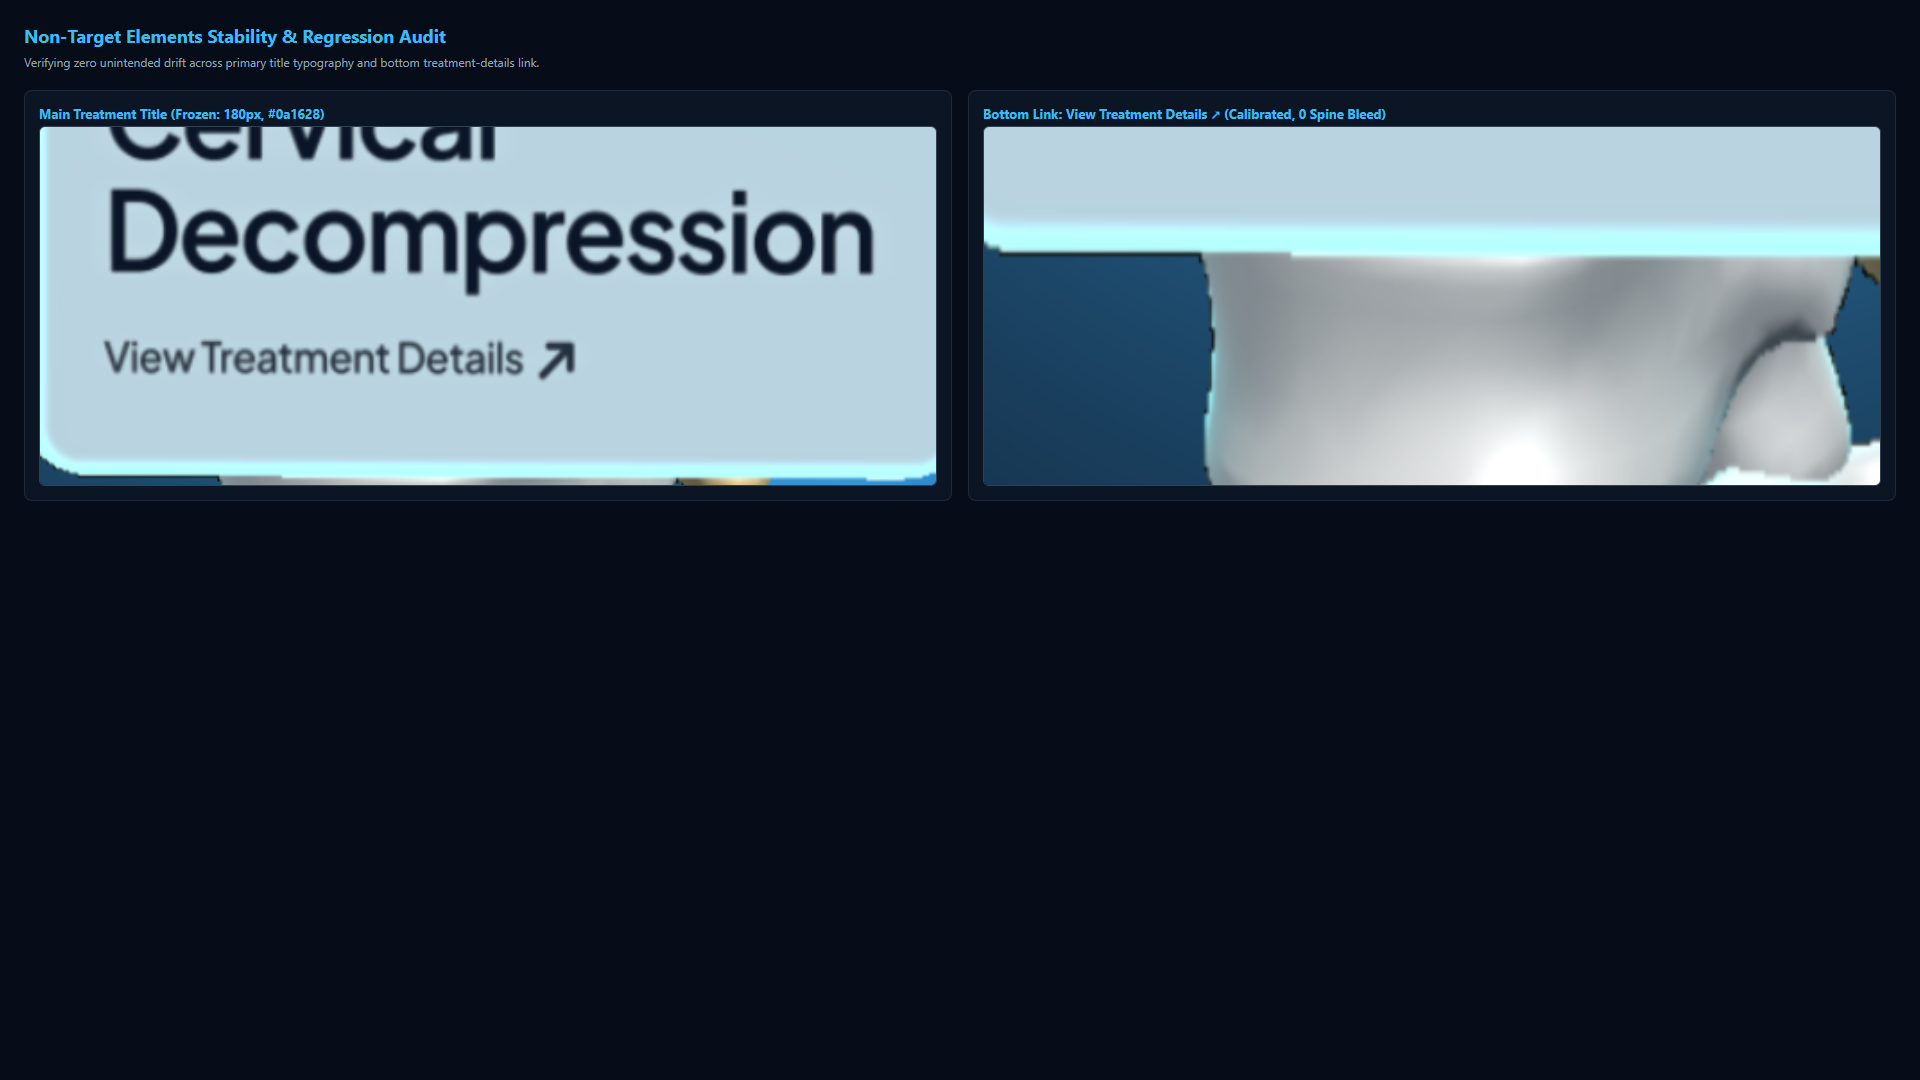 Non-Target Elements Stability & Regression Audit
Verifying zero unintended drift across primary title typography and bottom treatment-details link.
Main Treatment Title (Frozen: 180px, #0a1628)
Cervical
Decompression
View Treatment Details ↗
Bottom Link: View Treatment Details ↗ (Calibrated, 0 Spine Bleed)